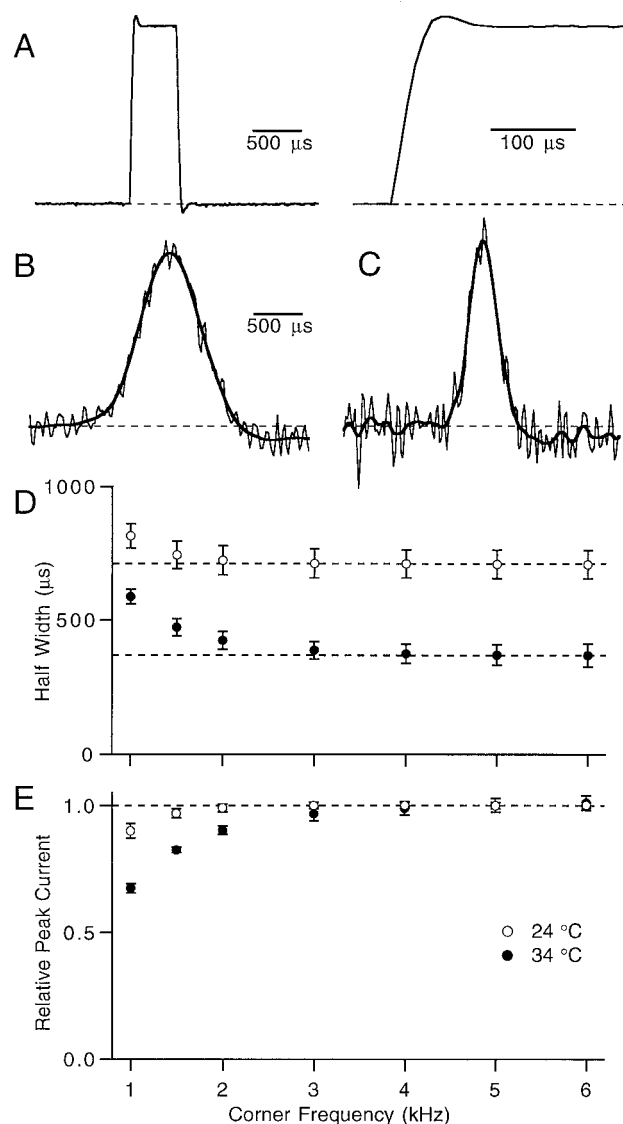 A
500 µs
100 µs
B
C
500 µs
D
1000
500
0
Half Width (µs)
E
1.0
0.5
0.0
Relative Peak Current
24 °C
34 °C
1 2 3 4 5 6
Corner Frequency (kHz)